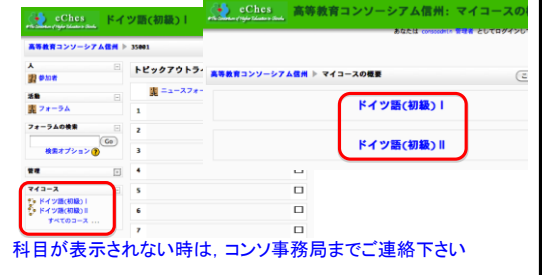 eChes
ドイツ語(初級) I
高等教育コンソーシアム信州 ▶ 35001
人
参加者
活動
フォーラム
フォーラムの検索
Go
検索オプション ?
管理
マイコース
ドイツ語(初級) I
ドイツ語(初級) II
すべてのコース ...
トピックアウトラ
ニュースフォー
1
2
3
4
5
6
7
eChes
高等教育コンソーシアム信州: マイコースの
あなたは consoadmin 管理者 としてログインし
高等教育コンソーシアム信州 ▶ マイコースの概要
ドイツ語(初級) I
ドイツ語(初級) II
科目が表示されない時は，コンソ事務局までご連絡下さい